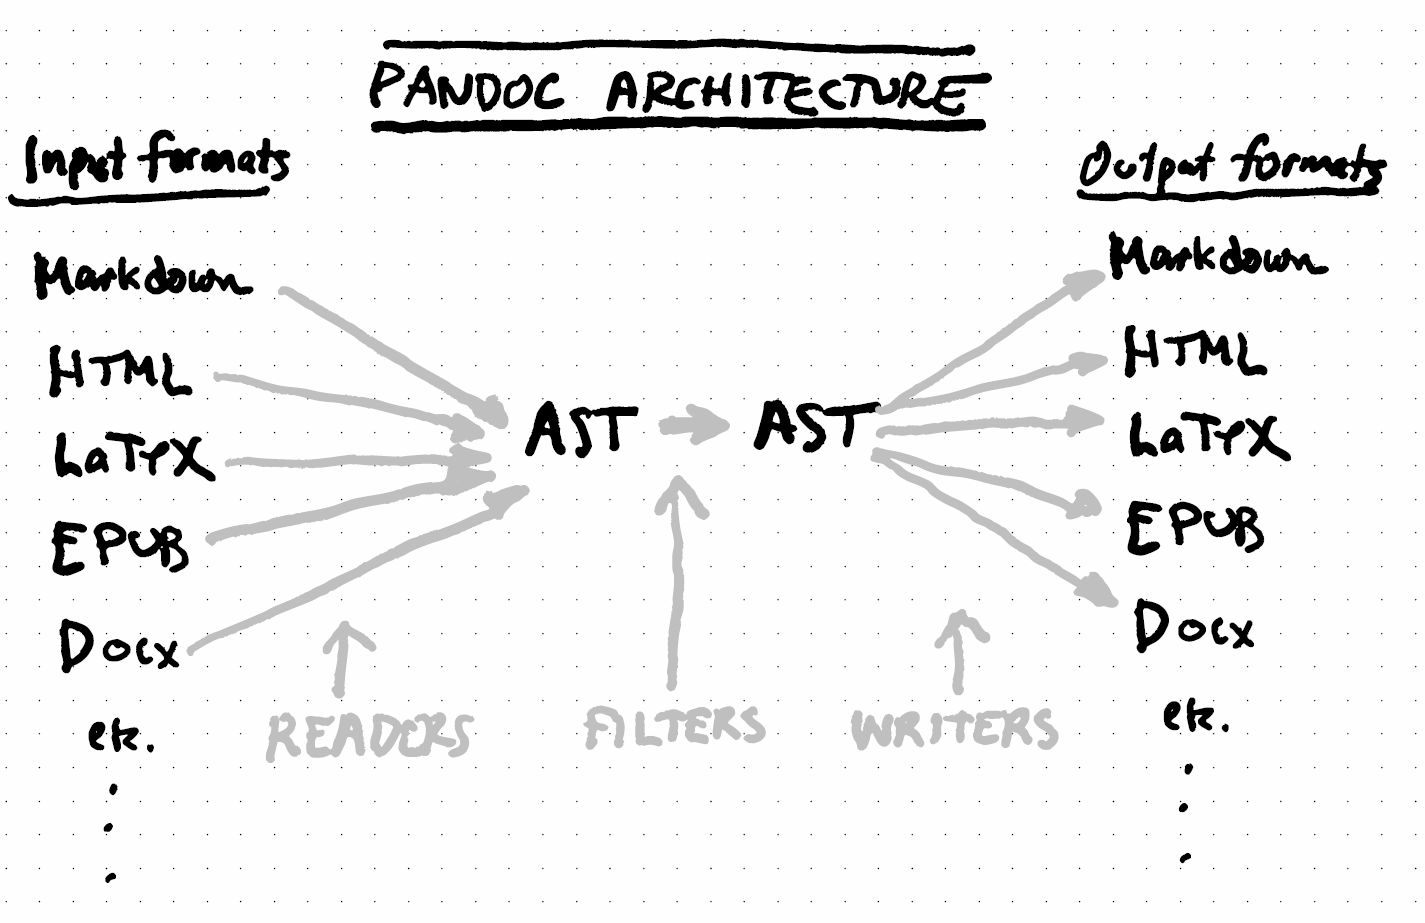 PANDOC ARCHITECTURE
Input formats
Markdown
HTML
LaTeX
EPUB
Docx
etc.
READERS
AST
AST
FILTERS
WRITERS
Output formats
Markdown
HTML
LaTeX
EPUB
Docx
etc.